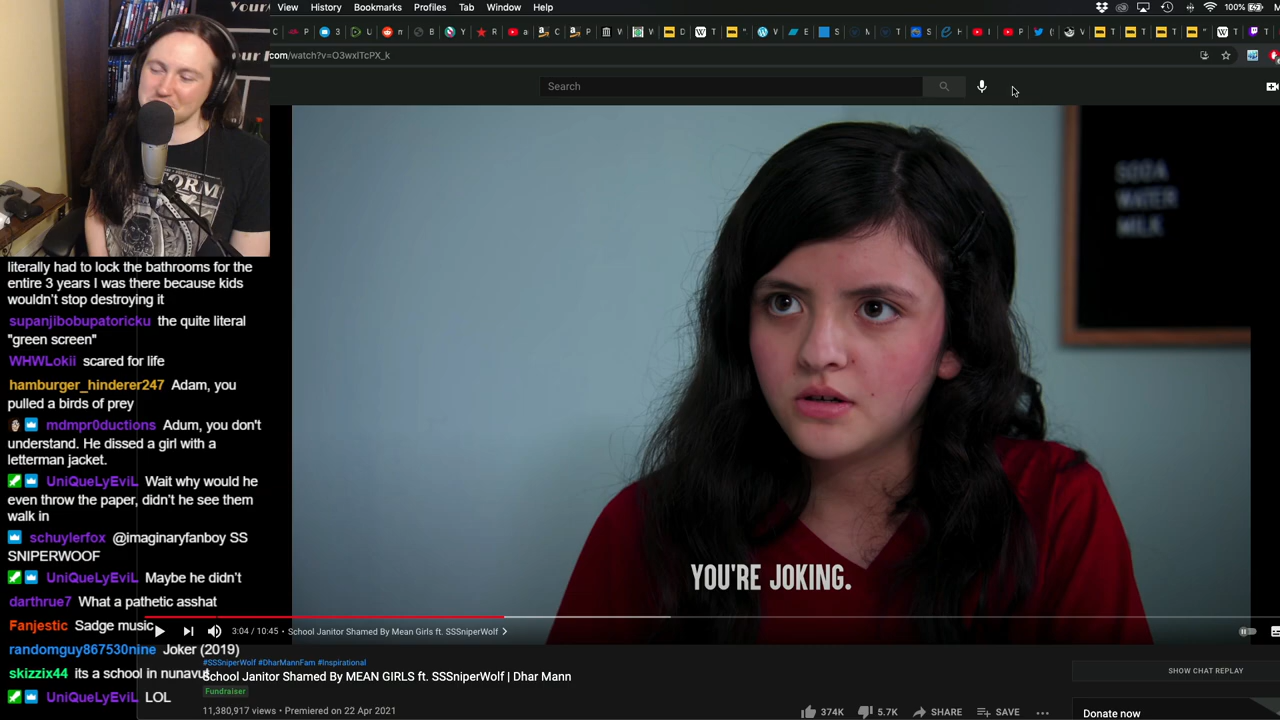 View History Bookmarks Profiles Tab Window Help
100%
com/watch?v=O3wxlTcPX_k
Search
SODA
WATER
MILK
STORM
literally had to lock the bathrooms for the
entire 3 years I was there because kids
wouldn't stop destroying it
supanjibobupatoricku the quite literal
"green screen"
WHWLokii scared for life
hamburger_hinderer247 Adam, you
pulled a birds of prey
mdmpr0ductions Adum, you don't
understand. He dissed a girl with a
letterman jacket.
UniQueLyEviL Wait why would he
even throw the paper, didn't he see them
walk in
schuylerfox @imaginaryfanboy SS
SNIPERWOOF
UniQueLyEviL Maybe he didn't
darthrue7 What a pathetic asshat
Fanjestic Sadge music
randomguy867530nine Joker (2019)
skizzix44 its a school in nunavut
UniQueLyEviL LOL
YOU'RE JOKING.
3:04 / 10:45 • School Janitor Shamed By Mean Girls ft. SSSniperWolf
#SSSniperWolf #DharMannFam #Inspirational
School Janitor Shamed By MEAN GIRLS ft. SSSniperWolf | Dhar Mann
Fundraiser
11,380,917 views • Premiered on 22 Apr 2021
374K 5.7K SHARE SAVE
SHOW CHAT REPLAY
Donate now